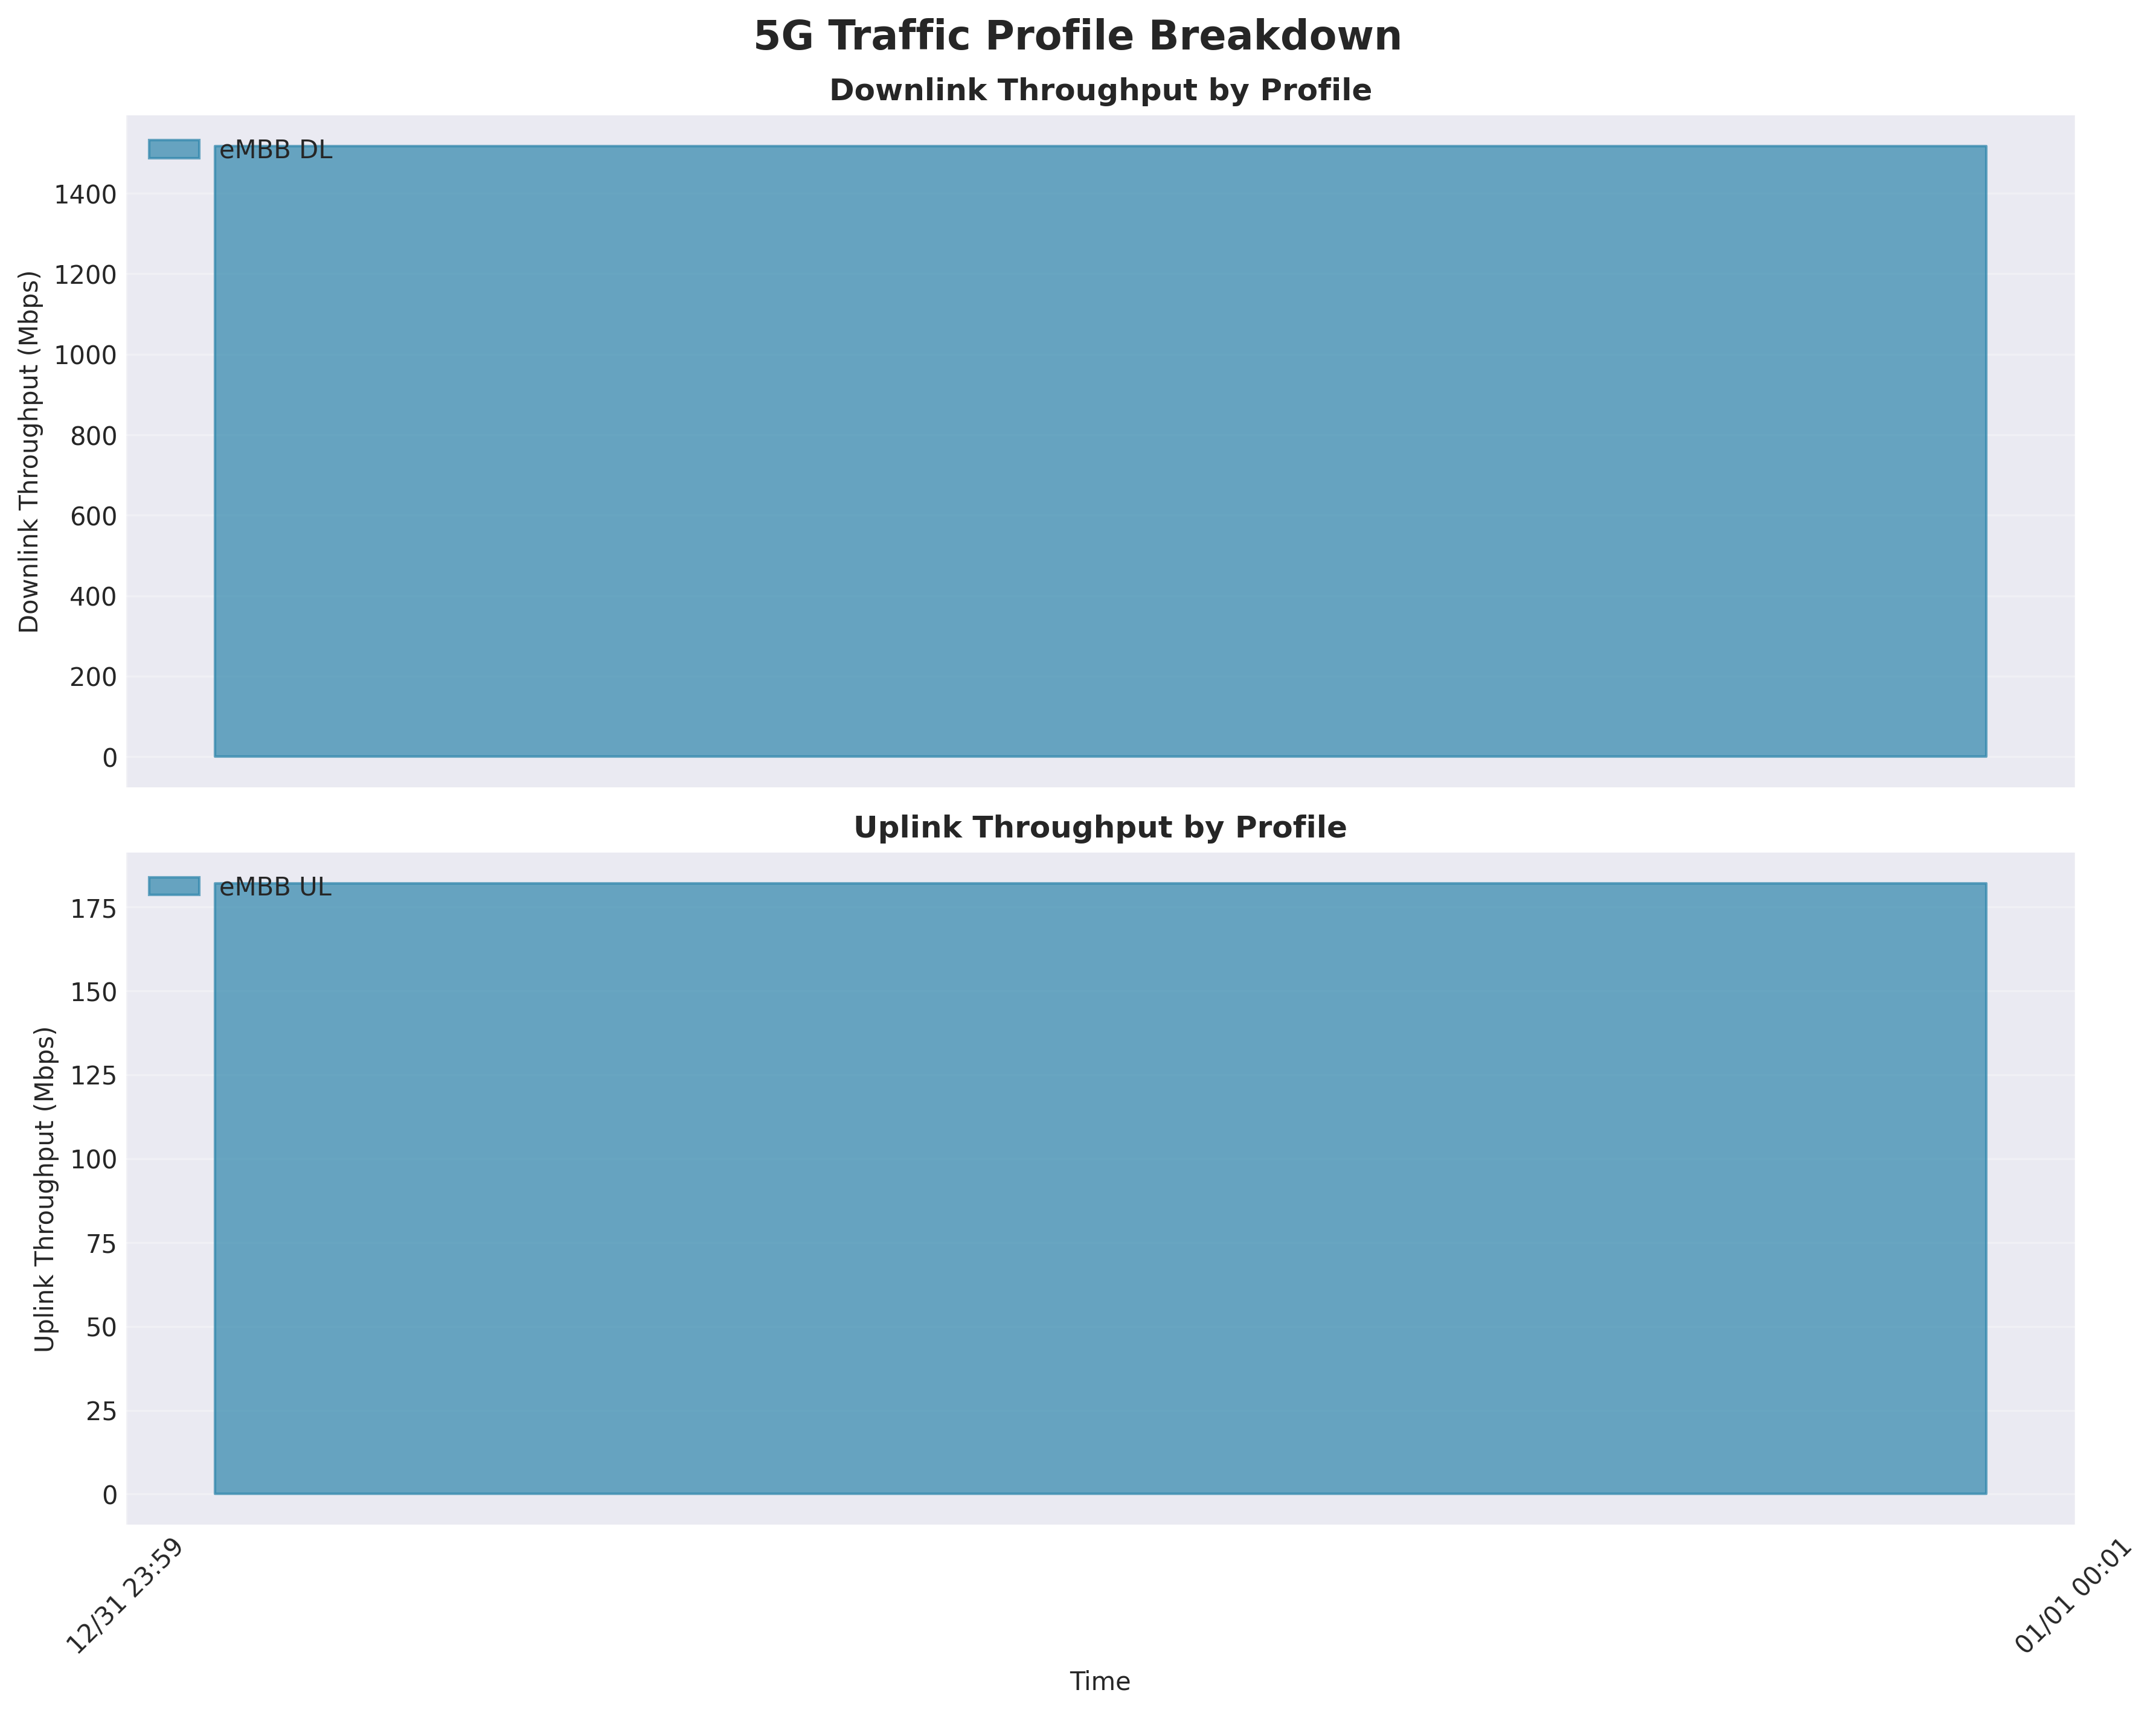 5G Traffic Profile Breakdown
Downlink Throughput by Profile
eMBB DL
1400
1200
1000
800
600
400
200
0
Downlink Throughput (Mbps)
Uplink Throughput by Profile
eMBB UL
175
150
125
100
75
50
25
0
Uplink Throughput (Mbps)
12/31 23:59
01/01 00:01
Time